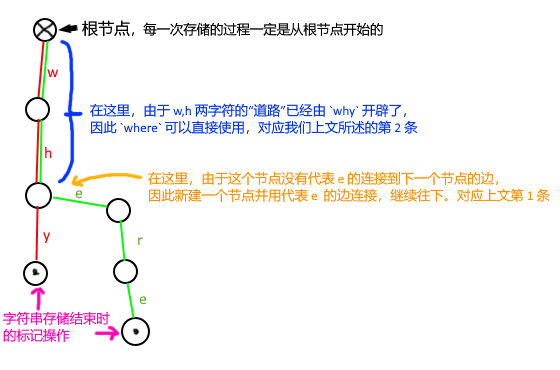 根节点，每一次存储的过程一定是从根节点开始的
w
在这里，由于 w,h 两字符的“道路”已经由 `why` 开辟了，
因此 `where` 可以直接使用，对应我们上文所述的第 2 条
h
在这里，由于这个节点没有代表 e 的连接到下一个节点的边，
因此新建一个节点并用代表 e 的边连接，继续往下。对应上文第 1 条
e
y
r
e
字符串存储结束时
的标记操作